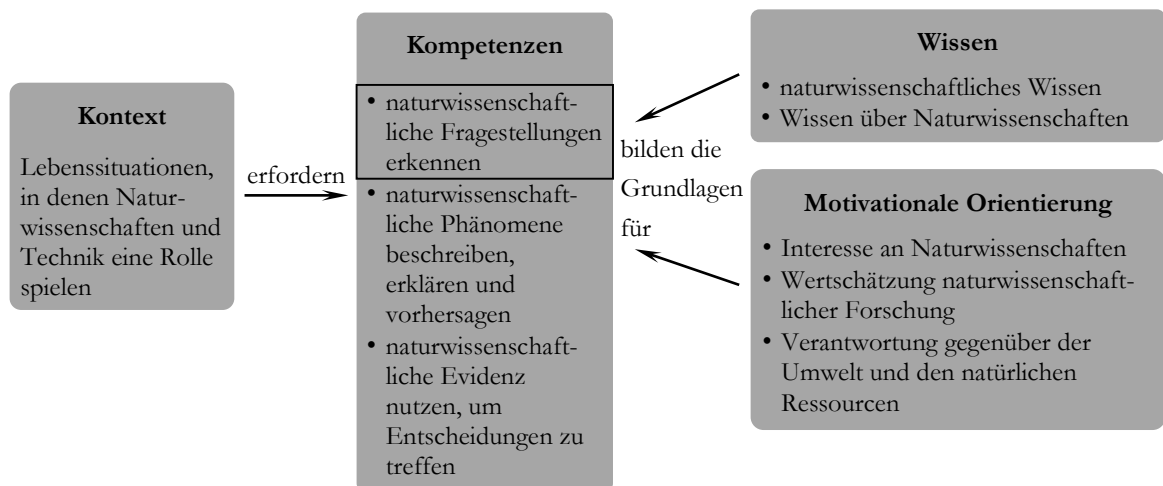 Kontext
Lebenssituationen,
in denen Natur-
wissenschaften und
Technik eine Rolle
spielen
erfordern
Kompetenzen
• naturwissenschaft-
liche Fragestellungen
erkennen
• naturwissenschaft-
liche Phänomene
beschreiben,
erklären und
vorhersagen
• naturwissenschaft-
liche Evidenz
nutzen, um
Entscheidungen zu
treffen
bilden die
Grundlagen
für
Wissen
• naturwissenschaftliches Wissen
• Wissen über Naturwissenschaften
Motivationale Orientierung
• Interesse an Naturwissenschaften
• Wertschätzung naturwissenschaft-
licher Forschung
• Verantwortung gegenüber der
Umwelt und den natürlichen
Ressourcen